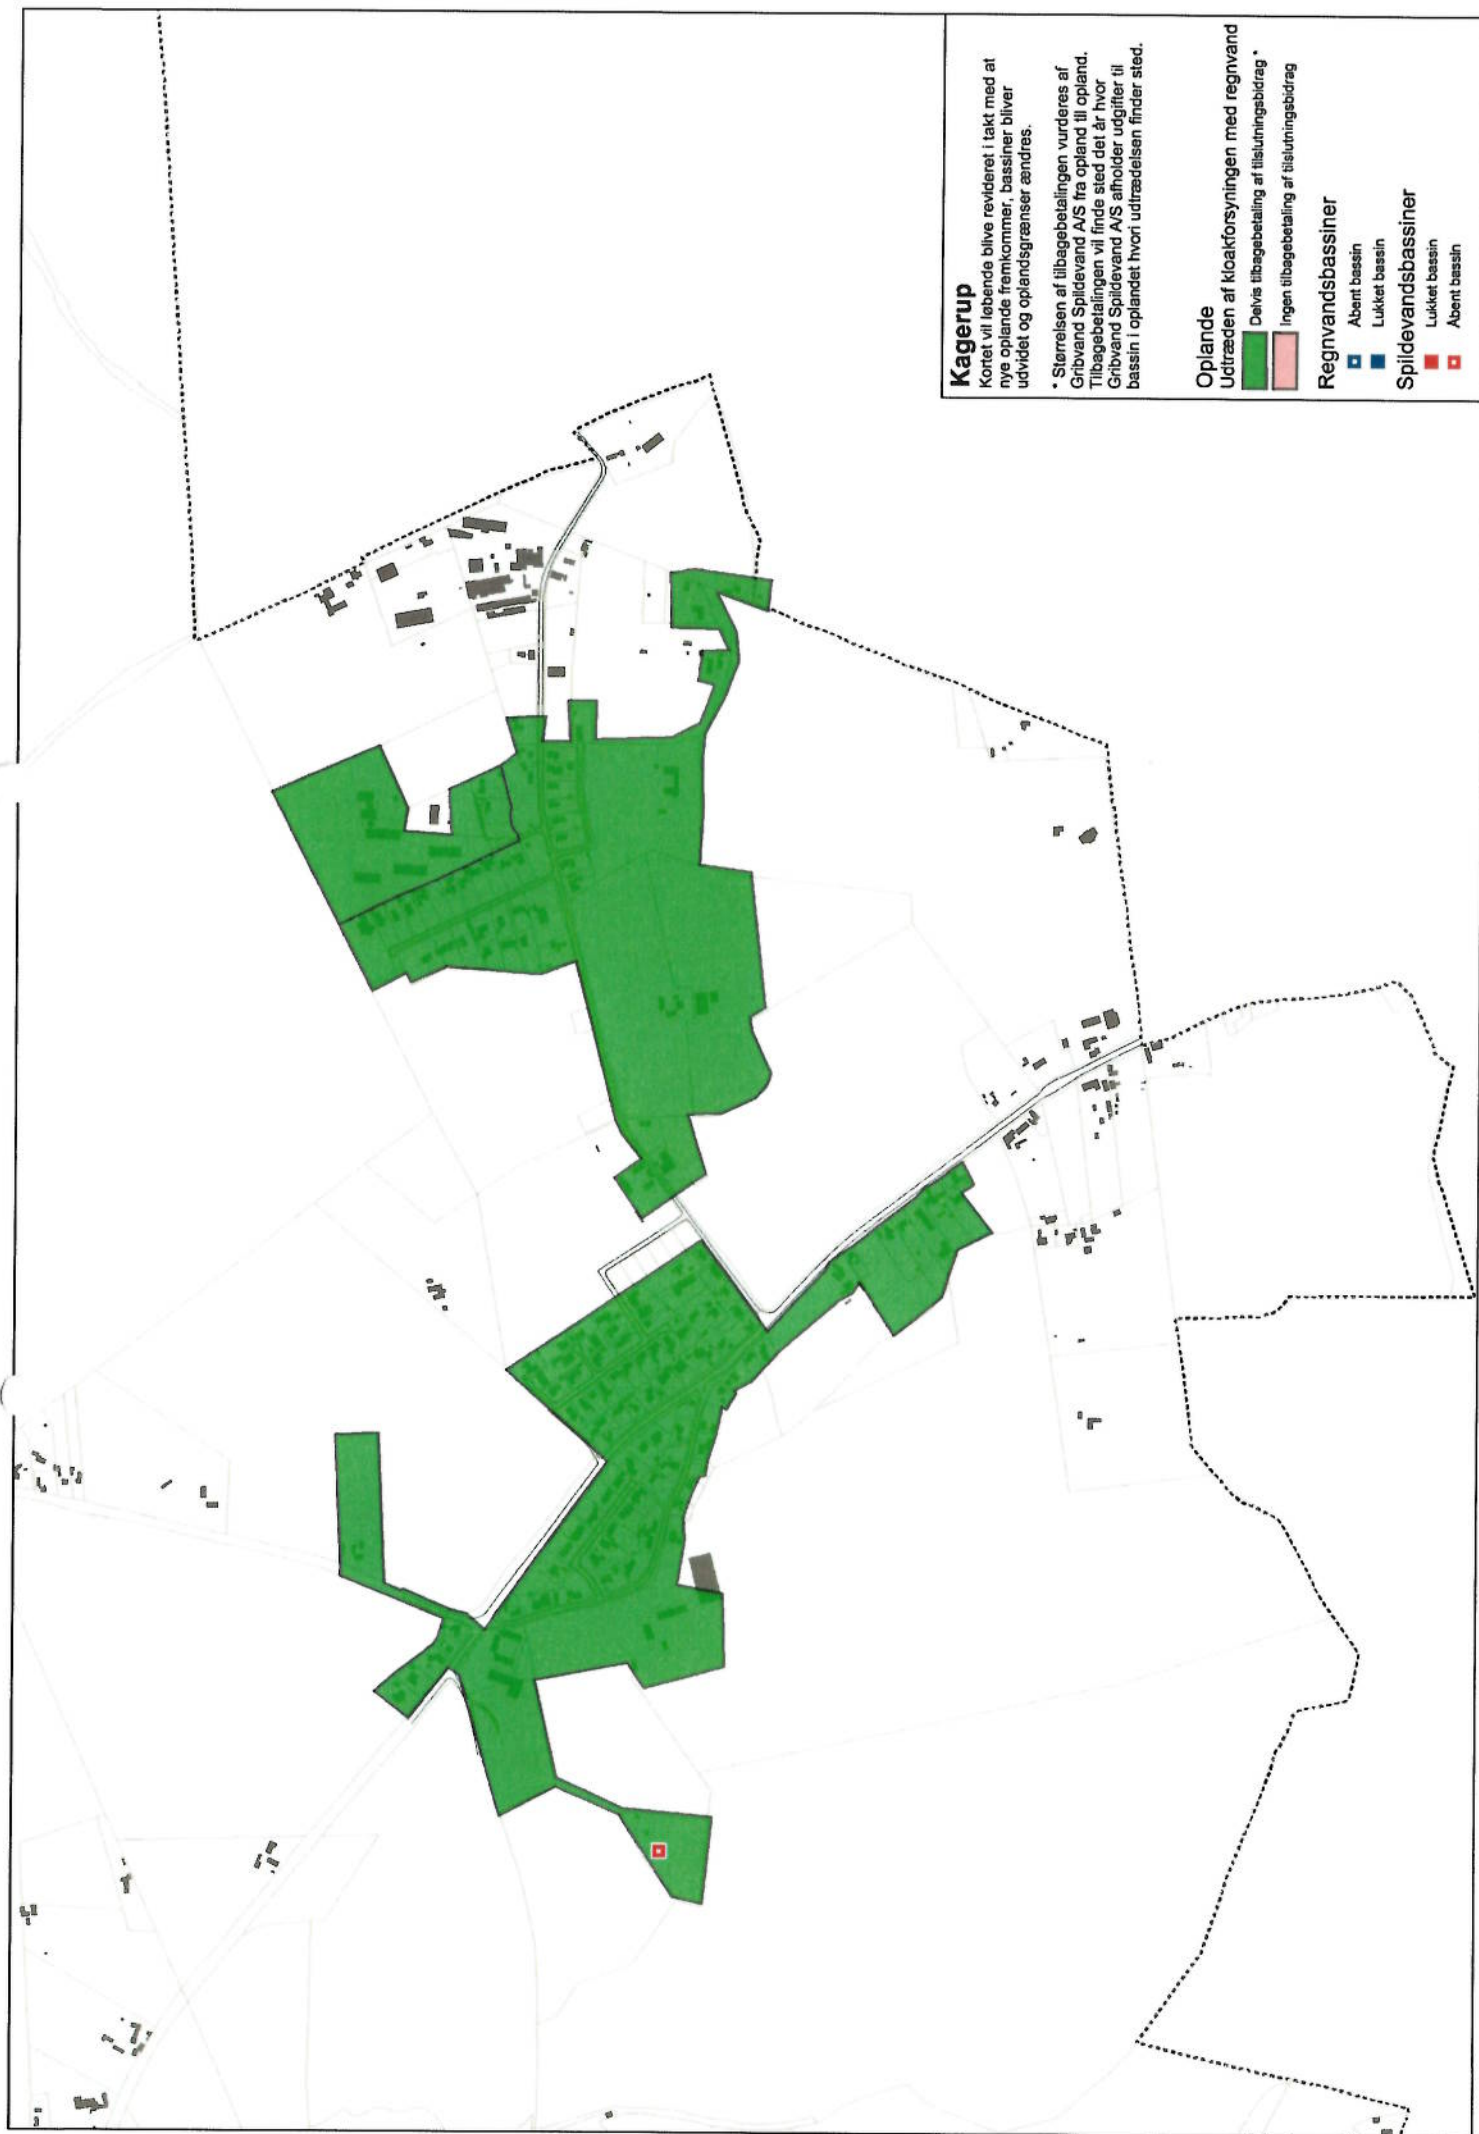 Kagerup
Kortet vil løbende blive revideret i takt med at
nye oplande fremkommer, bassiner bliver
udvidet og oplandsgrænser ændres.
* Størrelsen af tilbagebetalingen vurderes af
Gribvand Spildevand A/S fra opland til opland.
Tilbagebetalingen vil finde sted det år hvor
Gribvand Spildevand A/S afholder udgifter til
bassin i oplandet hvori udtrædelsen finder sted.
Oplande
Udtræden af kloakforsyningen med regnvand
Delvis tilbagebetaling af tilslutningsbidrag *
Ingen tilbagebetaling af tilslutningsbidrag
Regnvandsbassiner
Åbent bassin
Lukket bassin
Spildevandsbassiner
Lukket bassin
Åbent bassin